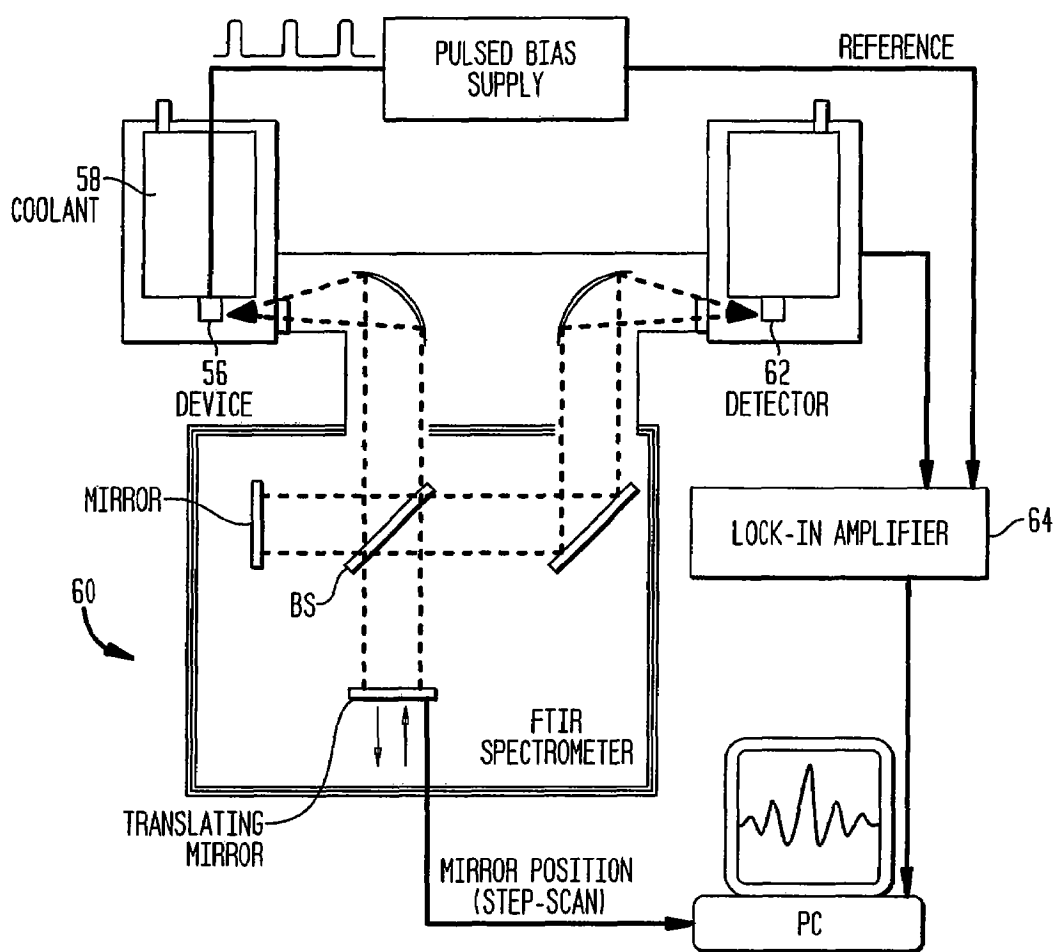 PULSED BIAS
SUPPLY
REFERENCE
58
COOLANT
56
DEVICE
62
DETECTOR
MIRROR
BS
LOCK-IN AMPLIFIER
64
60
FTIR
SPECTROMETER
TRANSLATING
MIRROR
MIRROR POSITION
(STEP-SCAN)
PC